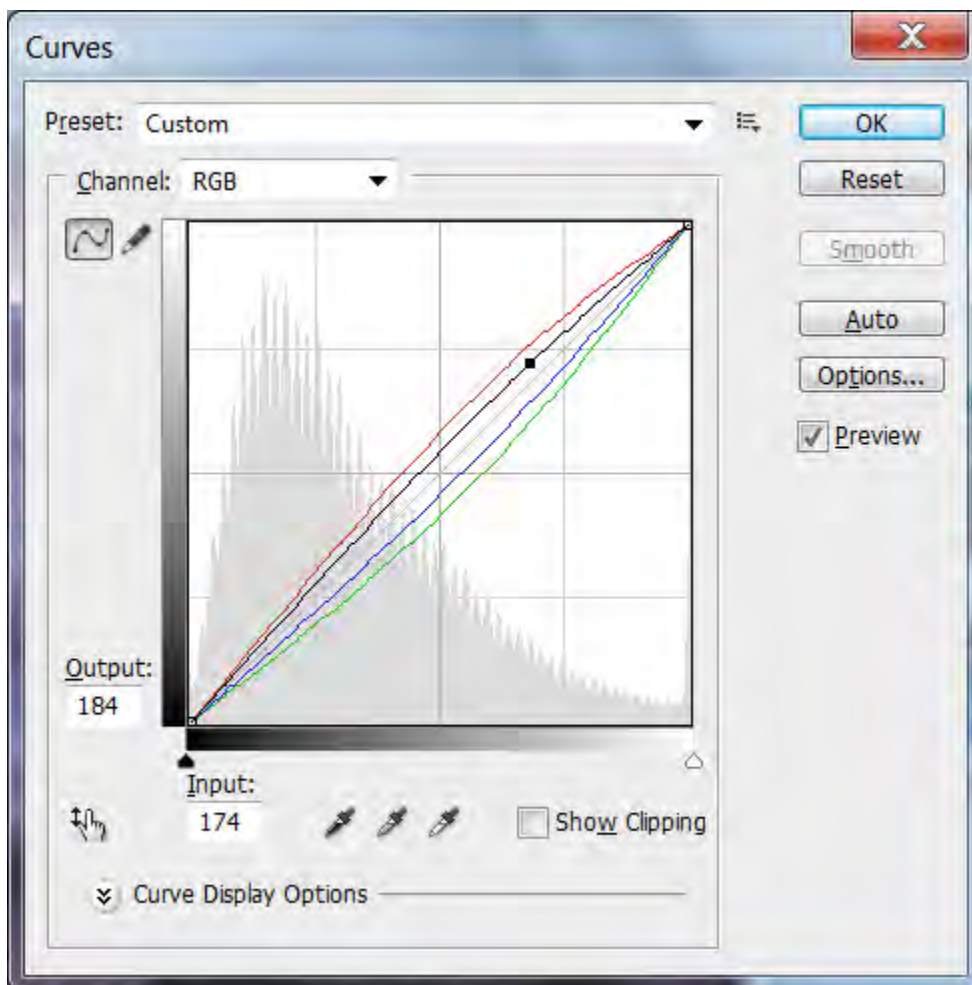 Curves
Preset: Custom
OK
Channel: RGB
Reset
Smooth
Auto
Options...
Preview
Output:
184
Input:
174
Show Clipping
Curve Display Options